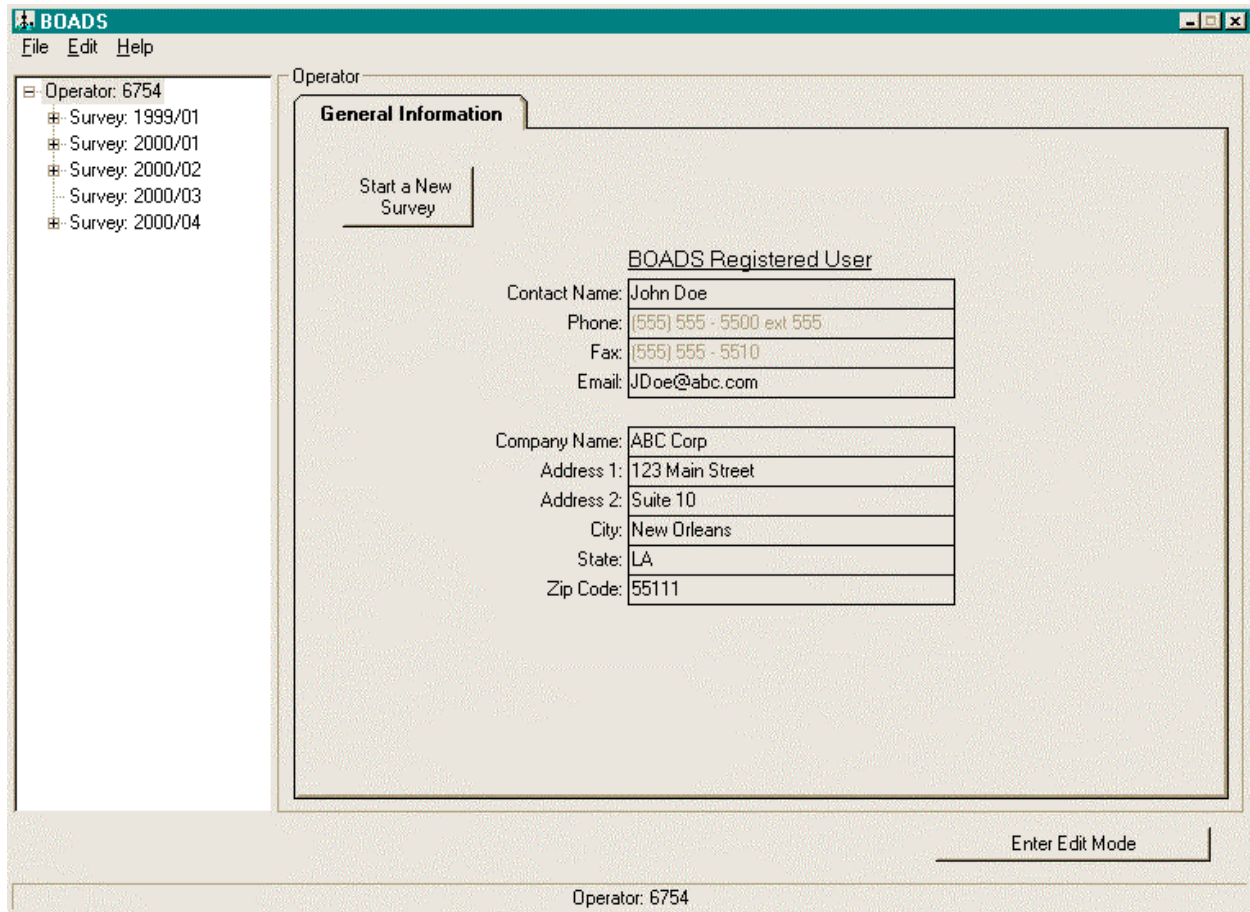 BOADS
File Edit Help
Operator: 6754
Survey: 1999/01
Survey: 2000/01
Survey: 2000/02
Survey: 2000/03
Survey: 2000/04
Operator
General Information
Start a New
Survey
BOADS Registered User
Contact Name: John Doe
Phone: (555) 555 - 5500 ext 555
Fax: (555) 555 - 5510
Email: JDoe@abc.com
Company Name: ABC Corp
Address 1: 123 Main Street
Address 2: Suite 10
City: New Orleans
State: LA
Zip Code: 55111
Enter Edit Mode
Operator: 6754